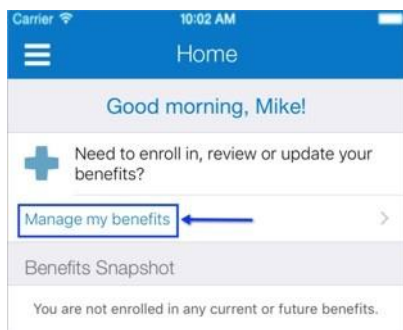 Carrier 10:02 AM
Home
Good morning, Mike!
Need to enroll in, review or update your
benefits?
Manage my benefits
Benefits Snapshot
You are not enrolled in any current or future benefits.